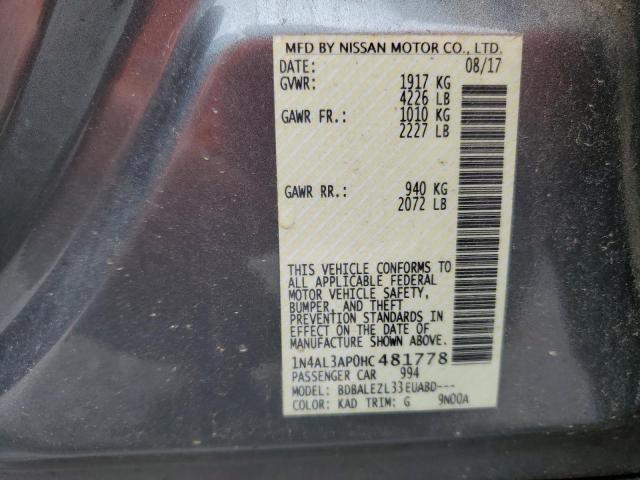 MFD BY NISSAN MOTOR CO., LTD.
DATE: 08/17
GVWR: 1917 KG
4226 LB
GAWR FR.: 1010 KG
2227 LB
GAWR RR.: 940 KG
2072 LB
THIS VEHICLE CONFORMS TO
ALL APPLICABLE FEDERAL
MOTOR VEHICLE SAFETY,
BUMPER, AND THEFT
PREVENTION STANDARDS IN
EFFECT ON THE DATE OF
MANUFACTURE SHOWN ABOVE.
1N4AL3AP0HC481778
PASSENGER CAR 994
MODEL: BDBALEZL33EUABD---
COLOR: KAD TRIM: G 9N00A